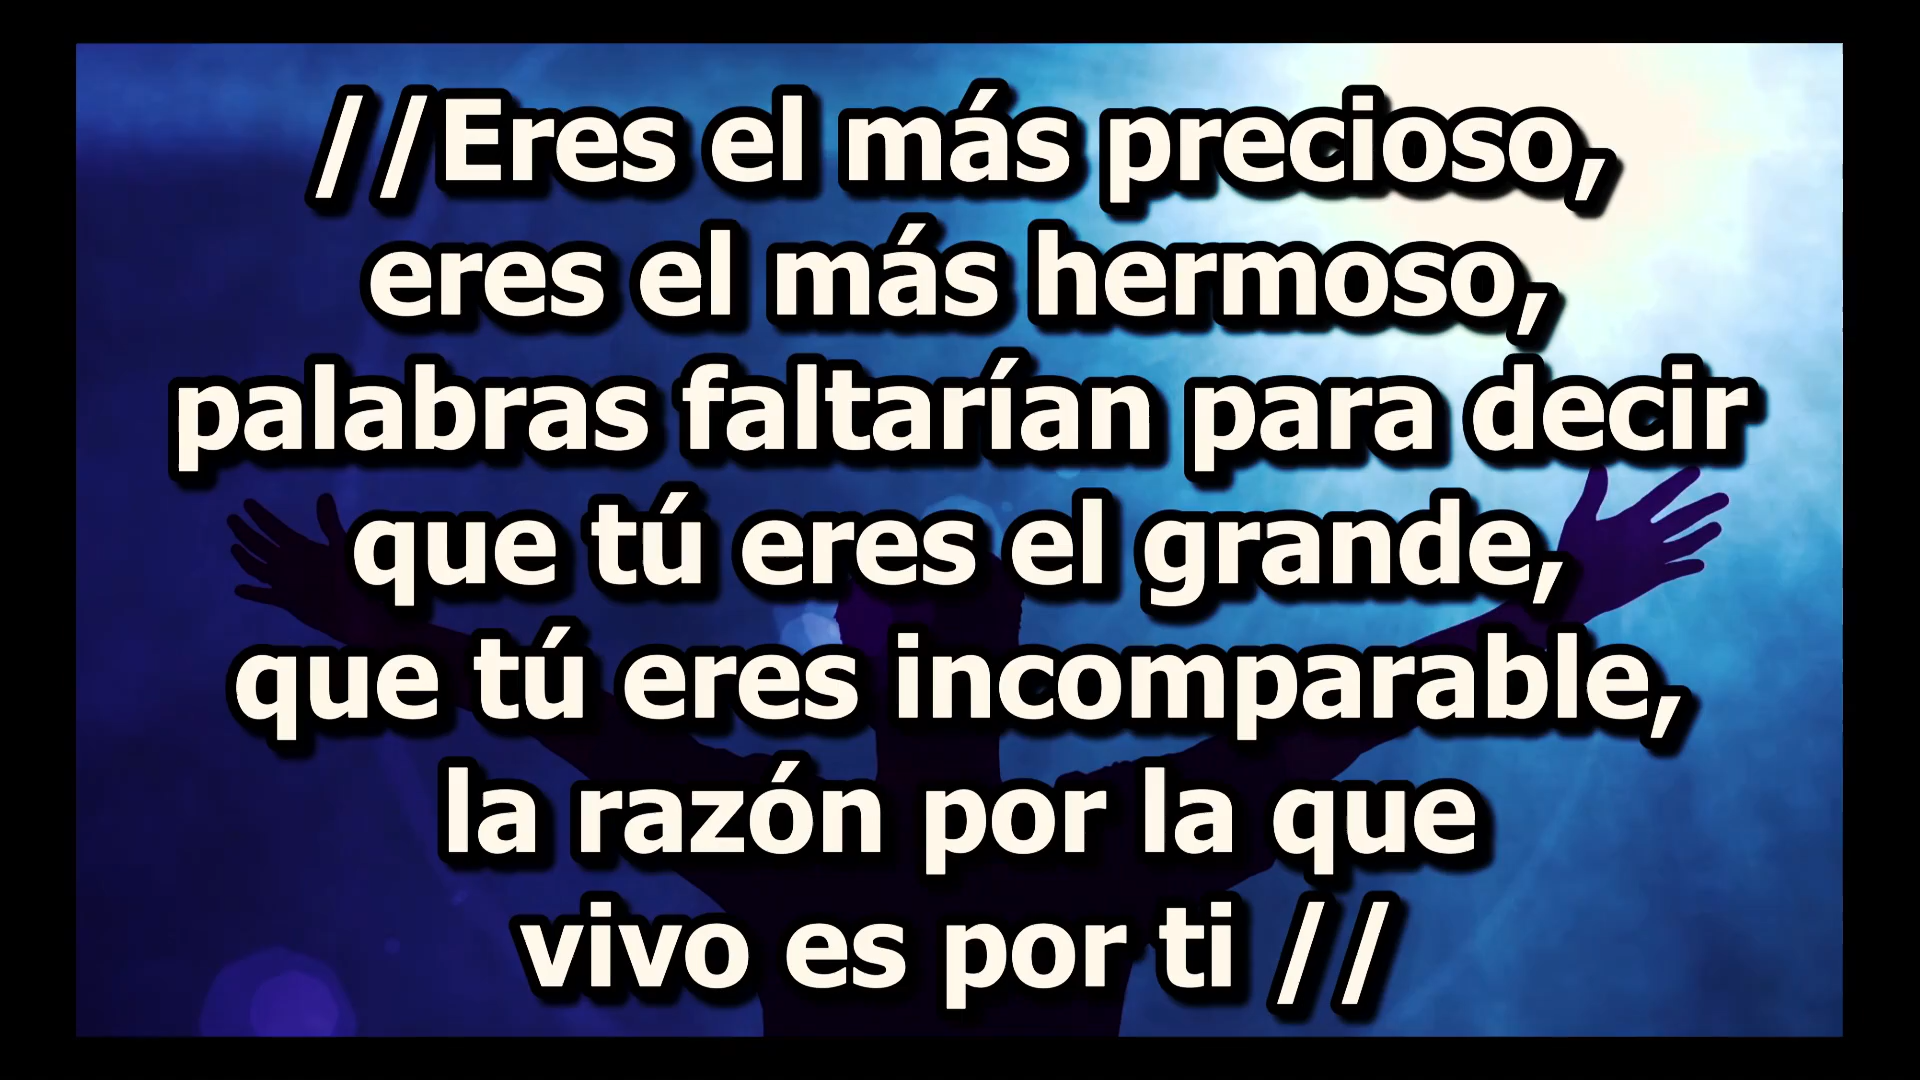 //Eres el más precioso,
eres el más hermoso,
palabras faltarían para decir
que tú eres el grande,
que tú eres incomparable,
la razón por la que
vivo es por ti //